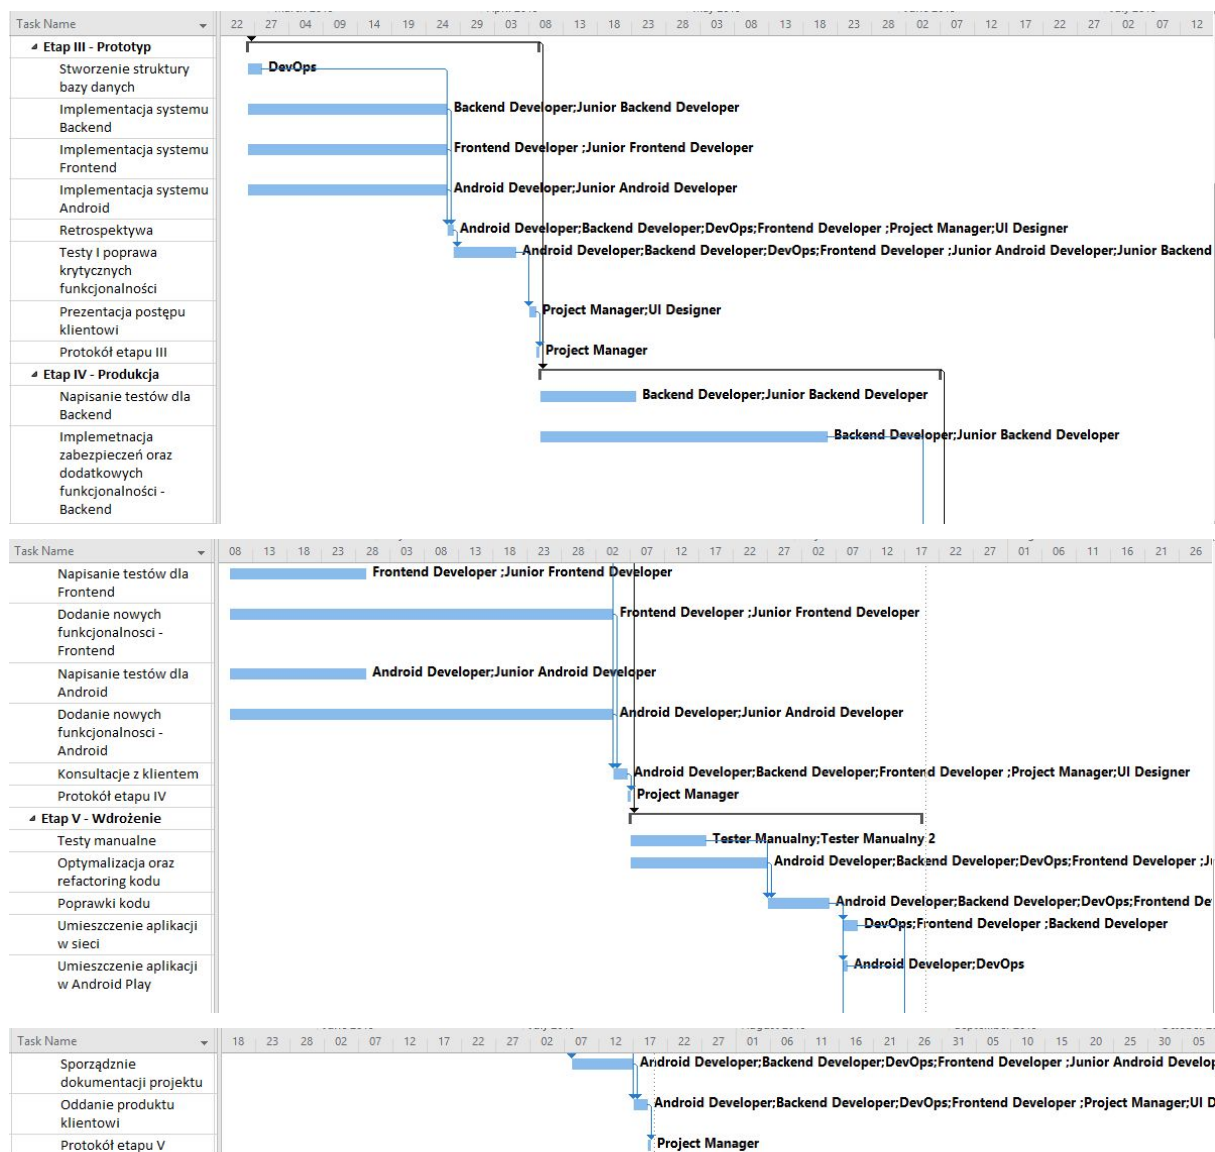 Task Name 22 27 04 09 14 19 24 29 03 08 13 18 23 28 03 08 13 18 23 28 02 07 12 17 22 27 02 07 12
Etap III - Prototyp
Stworzenie struktury
bazy danych
DevOps
Implementacja systemu
Backend
Backend Developer;Junior Backend Developer
Implementacja systemu
Frontend
Frontend Developer ;Junior Frontend Developer
Implementacja systemu
Android
Android Developer;Junior Android Developer
Retrospektywa
Android Developer;Backend Developer;DevOps;Frontend Developer ;Project Manager;UI Designer
Testy I poprawa
krytycznych
funkcjonalności
Android Developer;Backend Developer;DevOps;Frontend Developer ;Junior Android Developer;Junior Backend
Prezentacja postępu
klientowi
Project Manager;UI Designer
Protokół etapu III
Project Manager
Etap IV - Produkcja
Napisanie testów dla
Backend
Backend Developer;Junior Backend Developer
Implemetnacja
zabezpieczeń oraz
dodatkowych
funkcjonalności -
Backend
Backend Developer;Junior Backend Developer
Task Name 08 13 18 23 28 03 08 13 18 23 28 02 07 12 17 22 27 02 07 12 17 22 27 01 06 11 16 21 26
Napisanie testów dla
Frontend
Frontend Developer ;Junior Frontend Developer
Dodanie nowych
funkcjonalnosci -
Frontend
Frontend Developer ;Junior Frontend Developer
Napisanie testów dla
Android
Android Developer;Junior Android Developer
Dodanie nowych
funkcjonalnosci -
Android
Android Developer;Junior Android Developer
Konsultacje z klientem
Android Developer;Backend Developer;Frontend Developer ;Project Manager;UI Designer
Protokół etapu IV
Project Manager
Etap V - Wdrożenie
Testy manualne
Tester Manualny;Tester Manualny 2
Optymalizacja oraz
refactoring kodu
Android Developer;Backend Developer;DevOps;Frontend Developer ;
Poprawki kodu
Android Developer;Backend Developer;DevOps;Frontend
Umieszczenie aplikacji
w sieci
DevOps;Frontend Developer ;Backend Developer
Umieszczenie aplikacji
w Android Play
Android Developer;DevOps
Task Name 18 23 28 02 07 12 17 22 27 02 07 12 17 22 27 01 06 11 16 21 26 31 05 10 15 20 25 30 05
Sporządznie
dokumentacji projektu
Android Developer;Backend Developer;DevOps;Frontend Developer ;Junior Android Develop
Oddanie produktu
klientowi
Android Developer;Backend Developer;DevOps;Frontend Developer ;Project Manager;UI D
Protokół etapu V
Project Manager